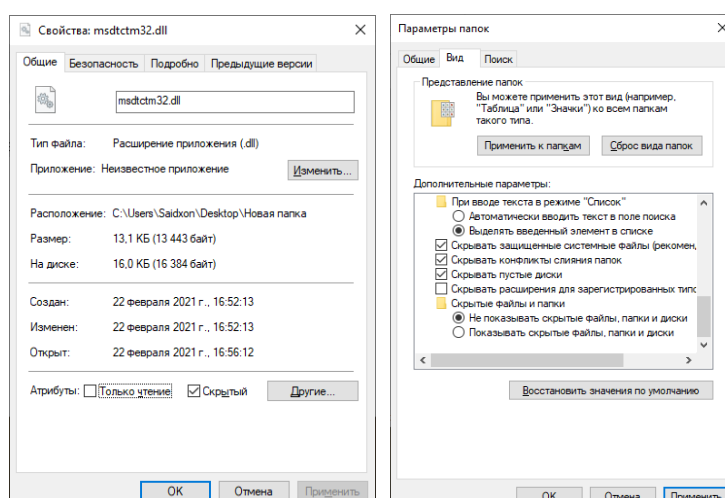 Свойства: msdtctm32.dll
Общие Безопасность Подробно Предыдущие версии
msdtctm32.dll
Тип файла: Расширение приложения (.dll)
Приложение: Неизвестное приложение Изменить...
Расположение: C:\Users\Saidxon\Desktop\Новая папка
Размер: 13,1 КБ (13 443 байт)
На диске: 16,0 КБ (16 384 байт)
Создан: 22 февраля 2021 г., 16:52:13
Изменен: 22 февраля 2021 г., 16:52:13
Открыт: 22 февраля 2021 г., 16:56:12
Атрибуты: Только чтение Скрытый Другие...
ОК Отмена Применить
Параметры папок
Общие Вид Поиск
Представление папок
Вы можете применить этот вид (например,
"Таблица" или "Значки") ко всем папкам
такого типа.
Применить к папкам Сброс вида папок
Дополнительные параметры:
При вводе текста в режиме "Список"
Автоматически вводить текст в поле поиска
Выделять введенный элемент в списке
Скрывать защищенные системные файлы (рекомен,
Скрывать конфликты слияния папок
Скрывать пустые диски
Скрывать расширения для зарегистрированных типо
Скрытые файлы и папки
Не показывать скрытые файлы, папки и диски
Показывать скрытые файлы, папки и диски
Восстановить значения по умолчанию
ОК Отмена Применить